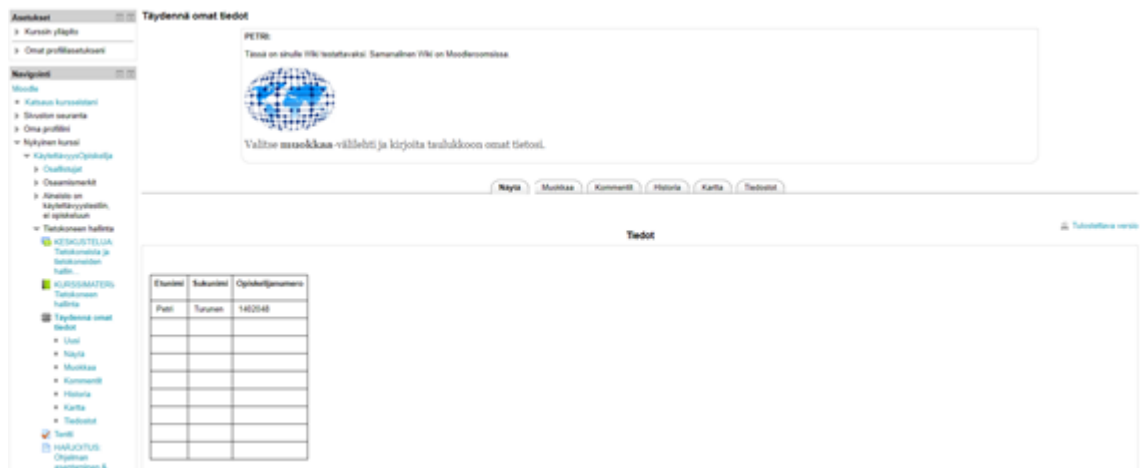 Asetukset
Kurssin ylläpito
Omat profiiliasetukseni
Navigointi
Moodle
Katsaus kursseistani
Sivuston seuranta
Oma profiilini
Nykyinen kurssi
KäytettävyysOpiskelija
Osallistujat
Osaamismerkit
Aineisto on
käytettävyystestiin,
ei opiskeluun
Tietokoneen hallinta
KESKUSTELUA:
Tietokoneista ja
tietokoneiden
hallin...
KURSSIMATERI-
Tietokoneen
hallinta
Täydennä omat
tiedot
Uusi
Näytä
Muokkaa
Kommentit
Historia
Kartta
Tiedostot
Tentti
HARJOITUS:
Ohjelman
Täydennä omat tiedot
PETRI:
Tässä on sinulle Wiki testattavaksi. Samanalinen Wiki on Moodleroomsissa
Valitse muokkaa-välilehti ja kirjoita taulukkoon omat tietosi.
Näytä Muokkaa Kommentit Historia Kartta Tiedostot
Tulostettava versio
Tiedot
Etunimi Sukunimi Opiskelijanumero
Petri Turunen 1462048